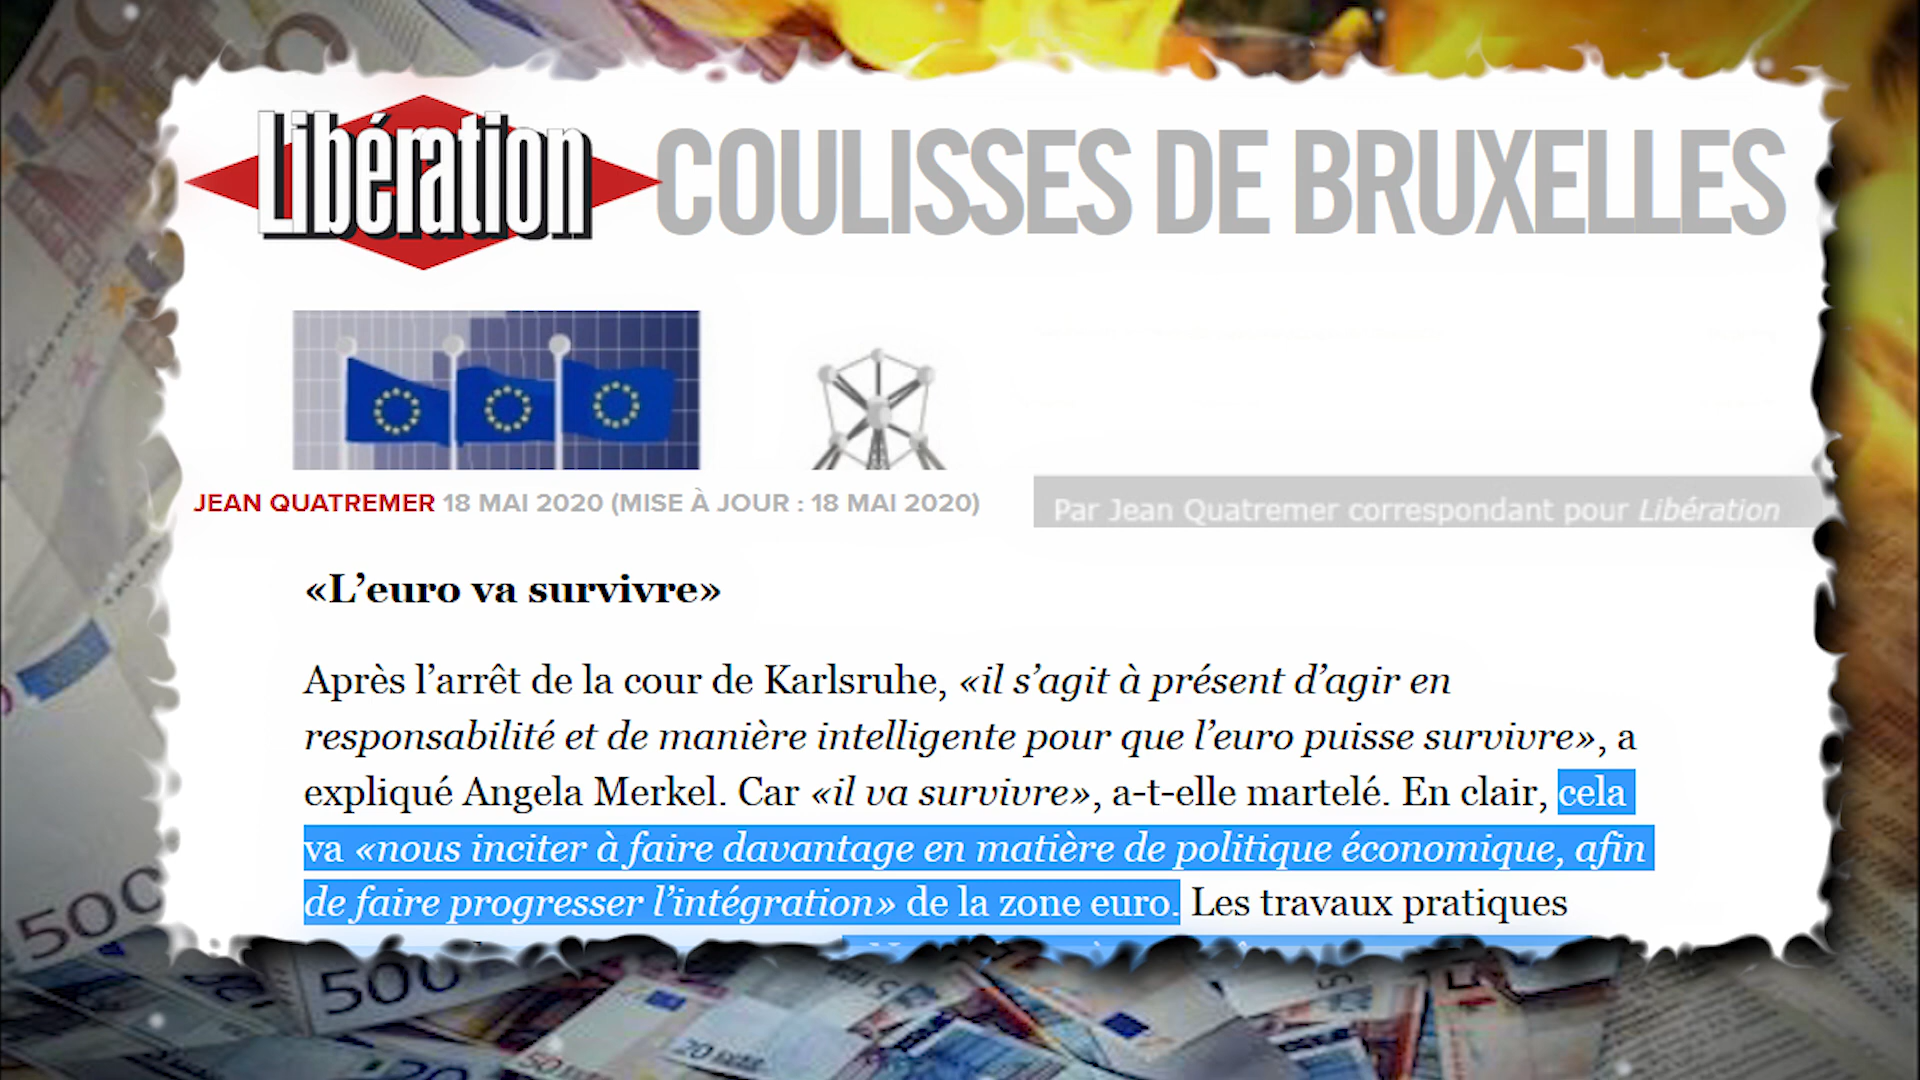 Libération
COULISSES DE BRUXELLES
JEAN QUATREMER 18 MAI 2020 (MISE À JOUR : 18 MAI 2020)
Par Jean Quatremer correspondant pour Libération
«L’euro va survivre»
Après l’arrêt de la cour de Karlsruhe, «il s’agit à présent d’agir en
responsabilité et de manière intelligente pour que l’euro puisse survivre», a
expliqué Angela Merkel. Car «il va survivre», a-t-elle martelé. En clair, cela
va «nous inciter à faire davantage en matière de politique économique, afin
de faire progresser l’intégration» de la zone euro. Les travaux pratiques
500
500
20